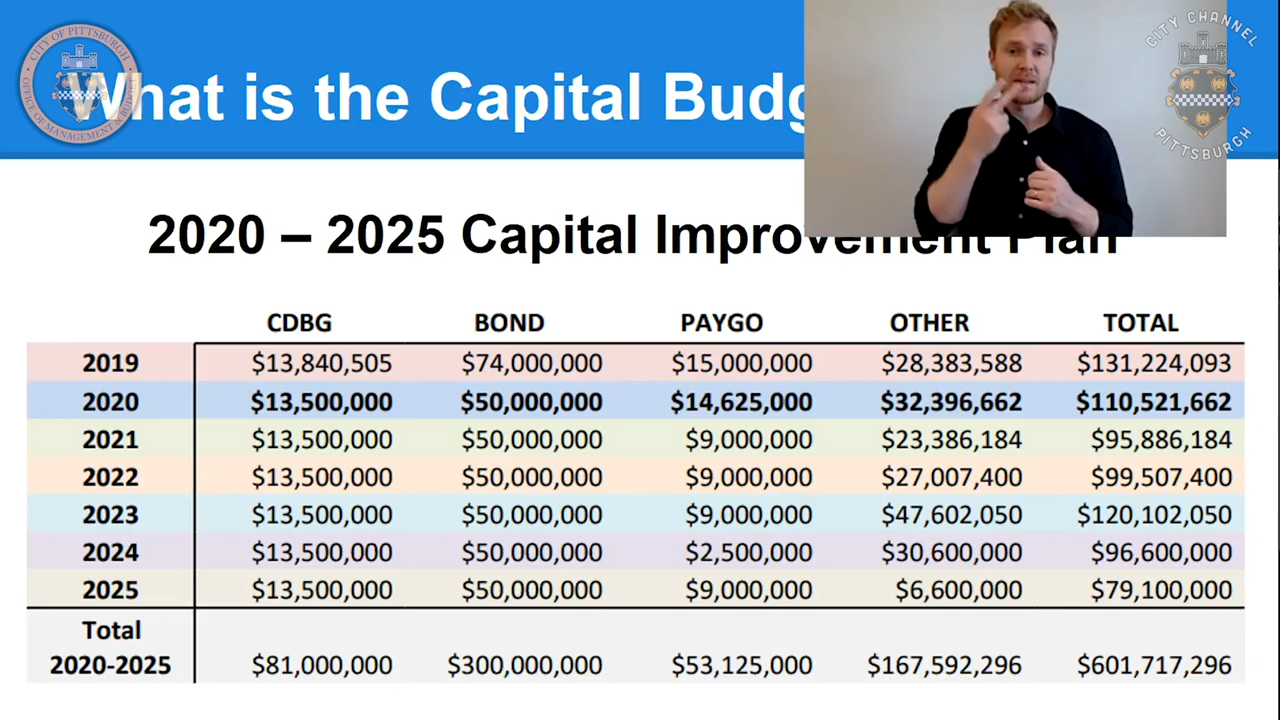 What is the Capital Budg
2020 – 2025 Capital Improvement Plan
CDBG BOND PAYGO OTHER TOTAL
2019 $13,840,505 $74,000,000 $15,000,000 $28,383,588 $131,224,093
2020 $13,500,000 $50,000,000 $14,625,000 $32,396,662 $110,521,662
2021 $13,500,000 $50,000,000 $9,000,000 $23,386,184 $95,886,184
2022 $13,500,000 $50,000,000 $9,000,000 $27,007,400 $99,507,400
2023 $13,500,000 $50,000,000 $9,000,000 $47,602,050 $120,102,050
2024 $13,500,000 $50,000,000 $2,500,000 $30,600,000 $96,600,000
2025 $13,500,000 $50,000,000 $9,000,000 $6,600,000 $79,100,000
Total
2020-2025 $81,000,000 $300,000,000 $53,125,000 $167,592,296 $601,717,296
CITY OF PITTSBURGH
OFFICE OF MANAGEMENT & BUDGET
CITY CHANNEL
PITTSBURGH